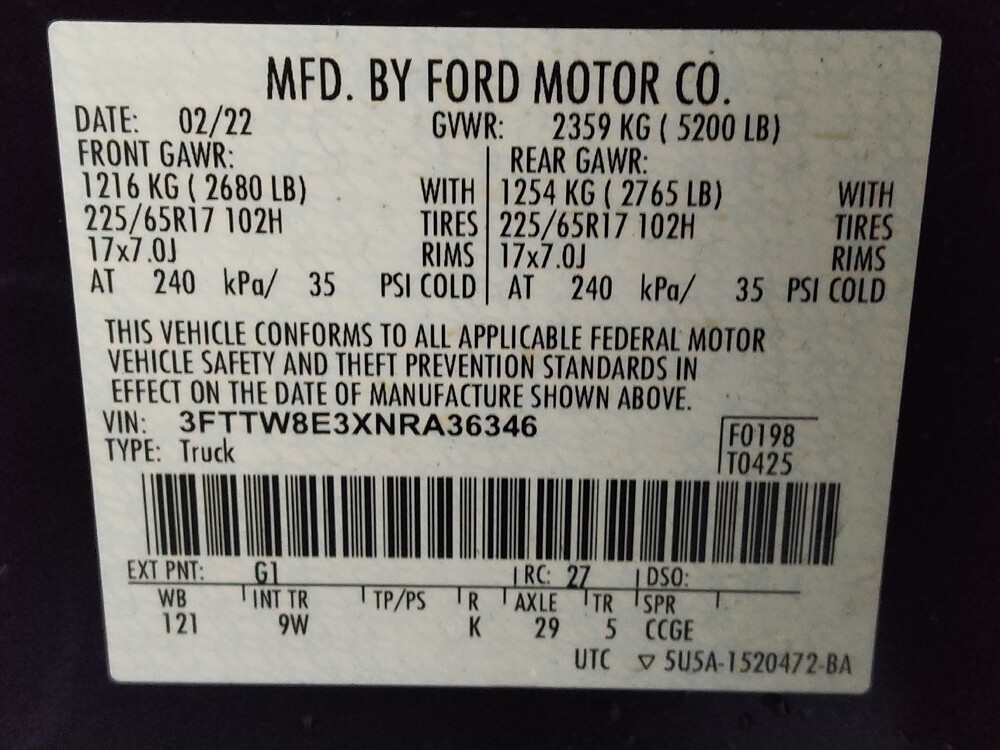 MFD. BY FORD MOTOR CO.
DATE: 02/22 GVWR: 2359 KG ( 5200 LB)
FRONT GAWR: REAR GAWR:
1216 KG ( 2680 LB) WITH 1254 KG ( 2765 LB) WITH
225/65R17 102H TIRES 225/65R17 102H TIRES
17x7.0J RIMS 17x7.0J RIMS
AT 240 kPa/ 35 PSI COLD AT 240 kPa/ 35 PSI COLD
THIS VEHICLE CONFORMS TO ALL APPLICABLE FEDERAL MOTOR
VEHICLE SAFETY AND THEFT PREVENTION STANDARDS IN
EFFECT ON THE DATE OF MANUFACTURE SHOWN ABOVE.
VIN: 3FTTW8E3XNRA36346
F0198
TYPE: Truck
T0425
EXT PNT: G1 RC: 27 DSO:
WB INT TR TP/PS R AXLE TR SPR
121 9W K 29 5 CCGE
UTC ▽ 5U5A-1520472-BA